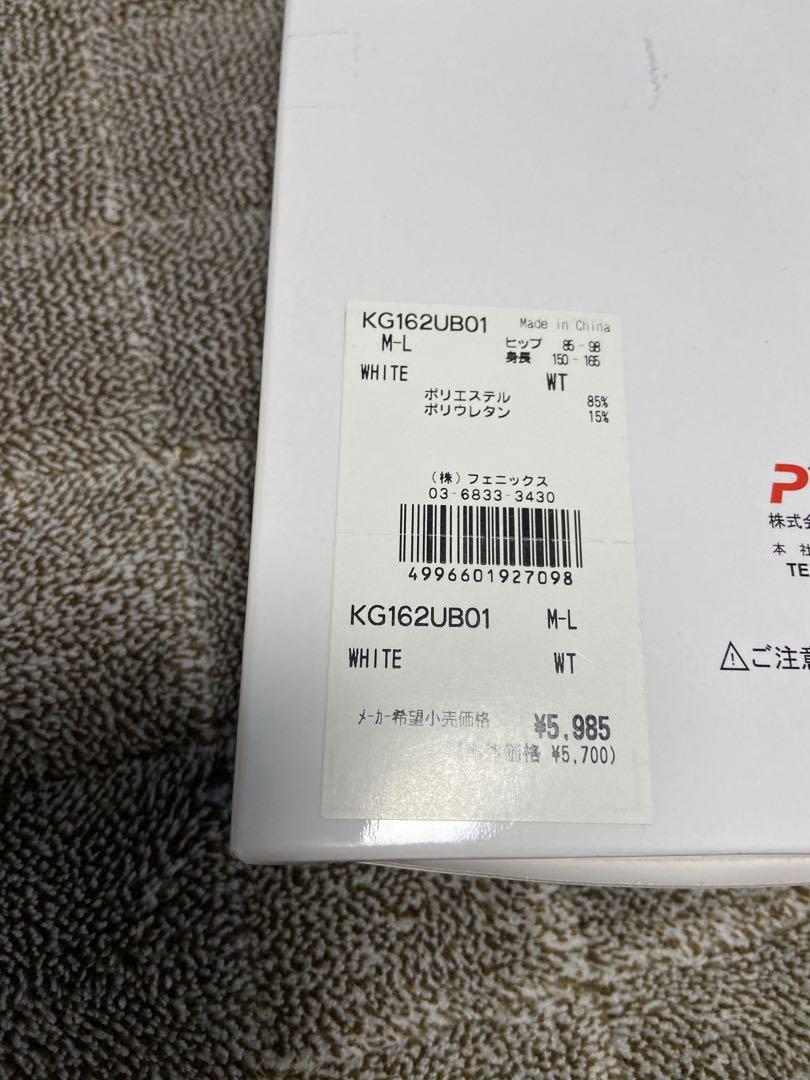 KG162UB01 Made in China
M-L ヒップ 85-98
身長 150-165
WHITE WT
ポリエステル 85%
ポリウレタン 15%
(株)フェニックス
03-6833-3430
4996601927098
KG162UB01 M-L
WHITE WT
メーカー希望小売価格 ¥5,985
価格 ¥5,700)
P
株式会
本社
TE
⚠ご注意